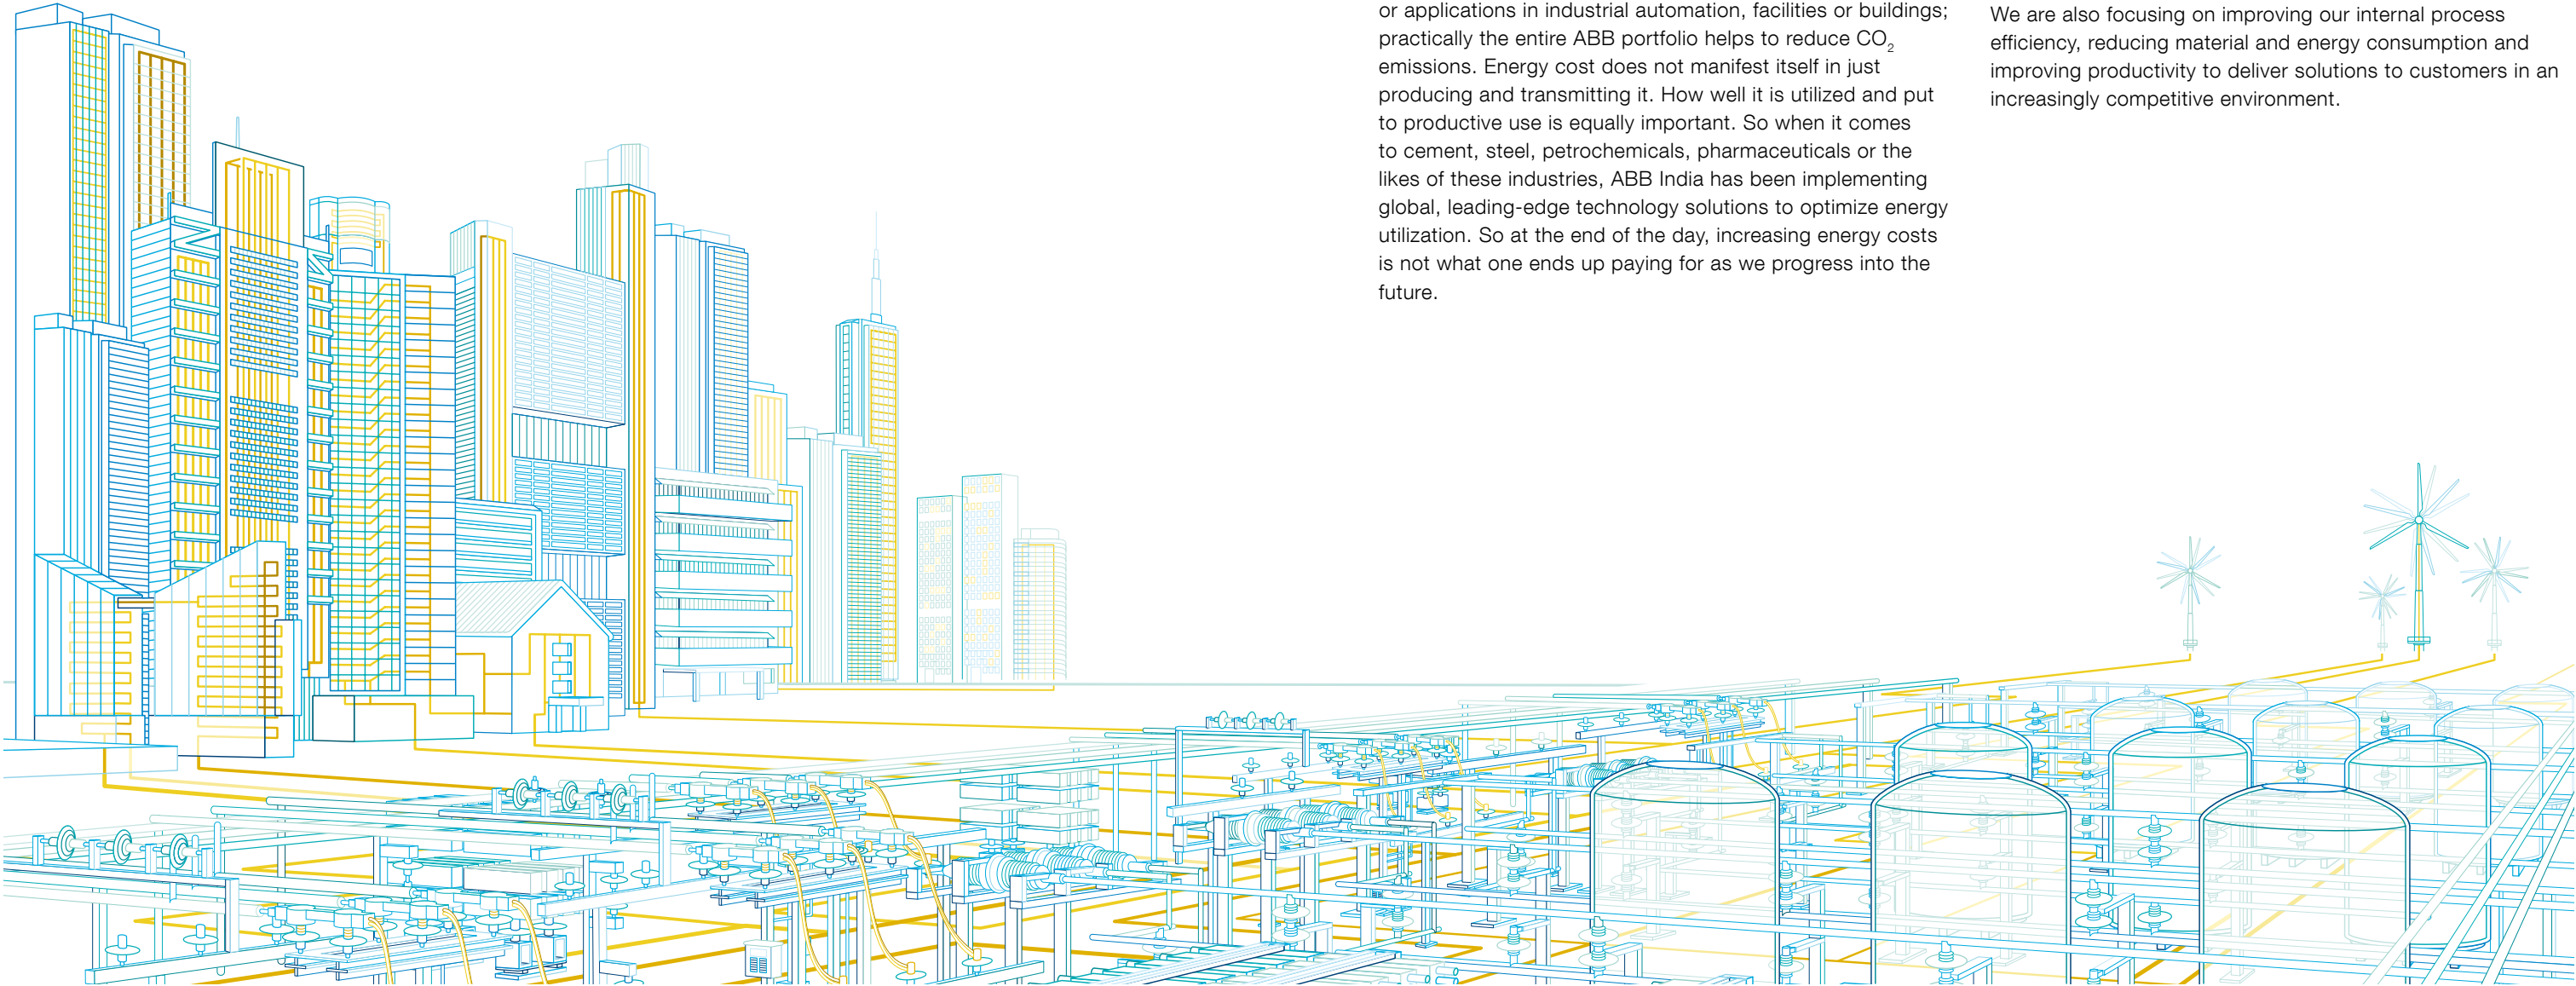 or applications in industrial automation, facilities or buildings;
practically the entire ABB portfolio helps to reduce CO₂
emissions. Energy cost does not manifest itself in just
producing and transmitting it. How well it is utilized and put
to productive use is equally important. So when it comes
to cement, steel, petrochemicals, pharmaceuticals or the
likes of these industries, ABB India has been implementing
global, leading-edge technology solutions to optimize energy
utilization. So at the end of the day, increasing energy costs
is not what one ends up paying for as we progress into the
future.
We are also focusing on improving our internal process
efficiency, reducing material and energy consumption and
improving productivity to deliver solutions to customers in an
increasingly competitive environment.